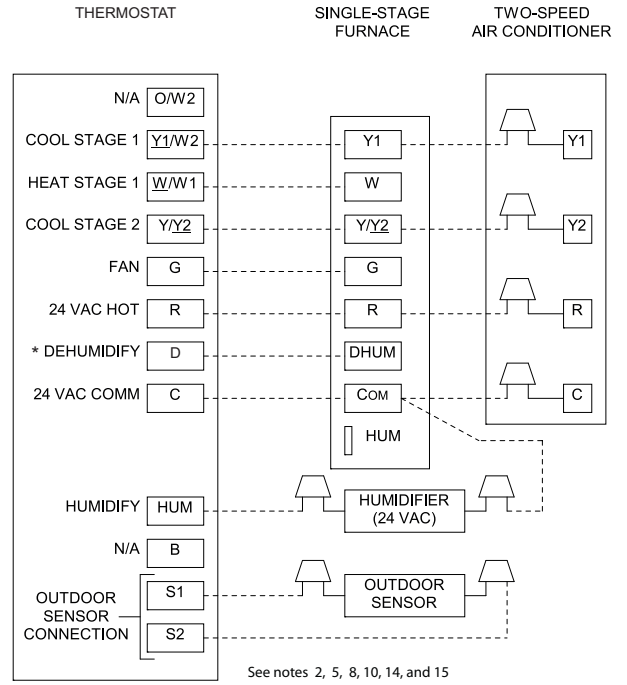 THERMOSTAT
SINGLE-STAGE
FURNACE
TWO-SPEED
AIR CONDITIONER
N/A O/W2
COOL STAGE 1 Y1/W2 Y1 Y1
HEAT STAGE 1 W/W1 W
COOL STAGE 2 Y/Y2 Y/Y2 Y2
FAN G G
24 VAC HOT R R R
* DEHUMIDIFY D DHUM
24 VAC COMM C COM C
HUM
HUMIDIFY HUM
HUMIDIFIER
(24 VAC)
N/A B
OUTDOOR
SENSOR
CONNECTION
S1
S2
OUTDOOR
SENSOR
See notes 2, 5, 8, 10, 14, and 15